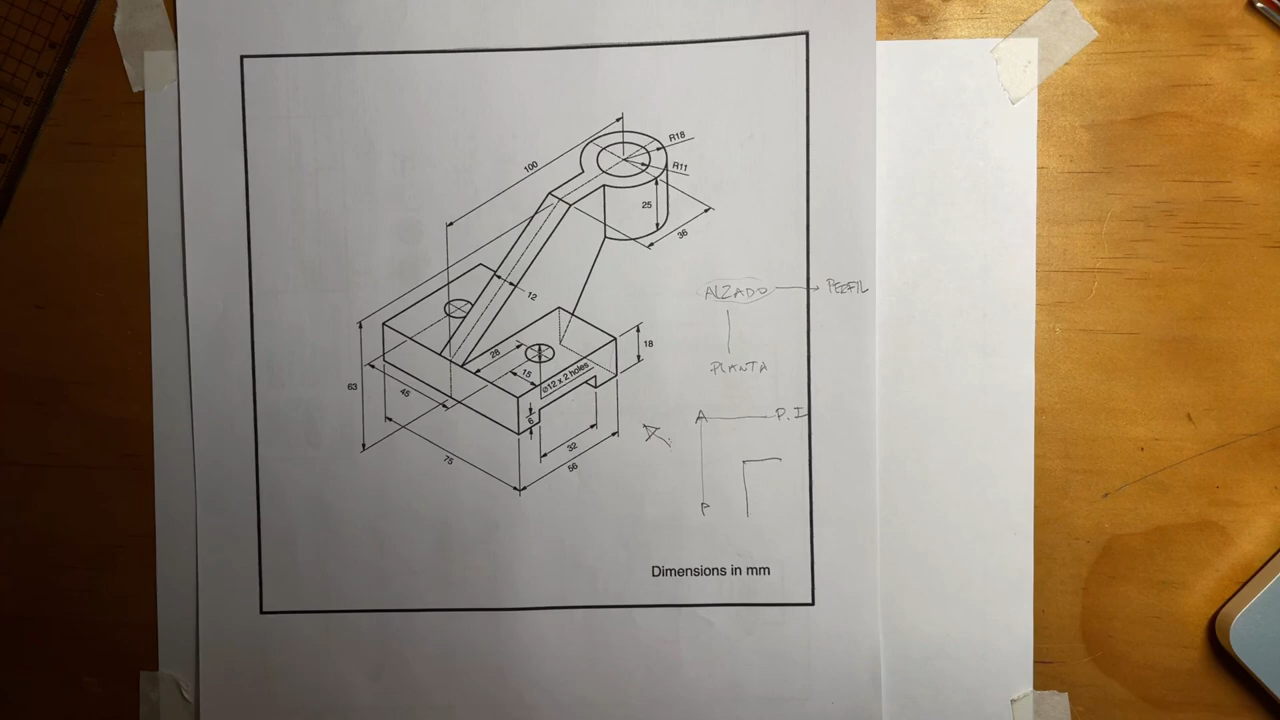 100
R18
R11
25
36
12
ALZADO → PERFIL
18
28
15
Ø12 x 2 holes
PLANTA
63
45
6
A
P.I
32
75
56
P
Dimensions in mm